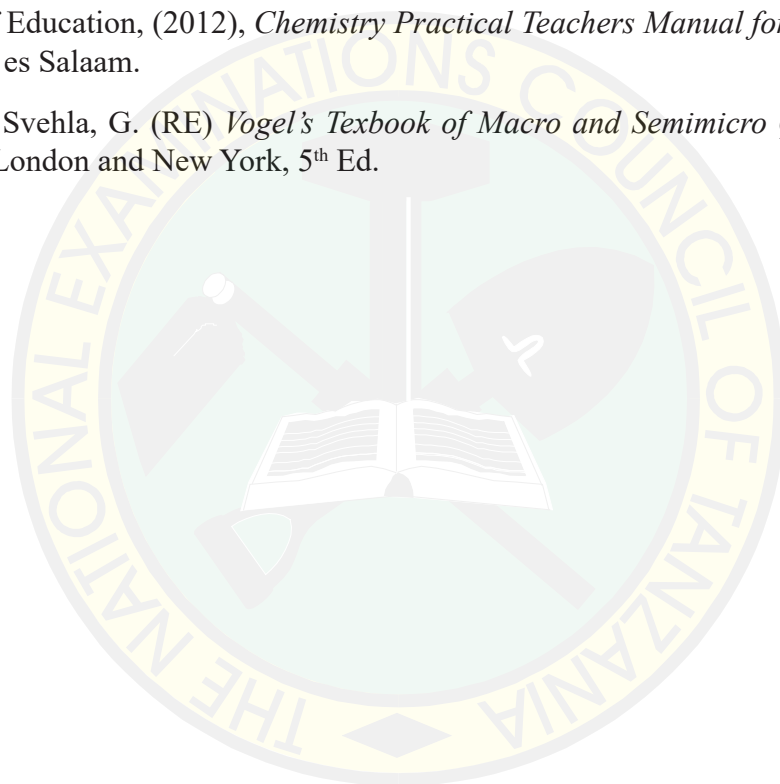 Education, (2012), Chemistry Practical Teachers Manual for
es Salaam.
Svehla, G. (RE) Vogel's Texbook of Macro and Semimicro
London and New York, 5th Ed.
THE NATIONAL EXAMINATIONS COUNCIL OF TANZANIA